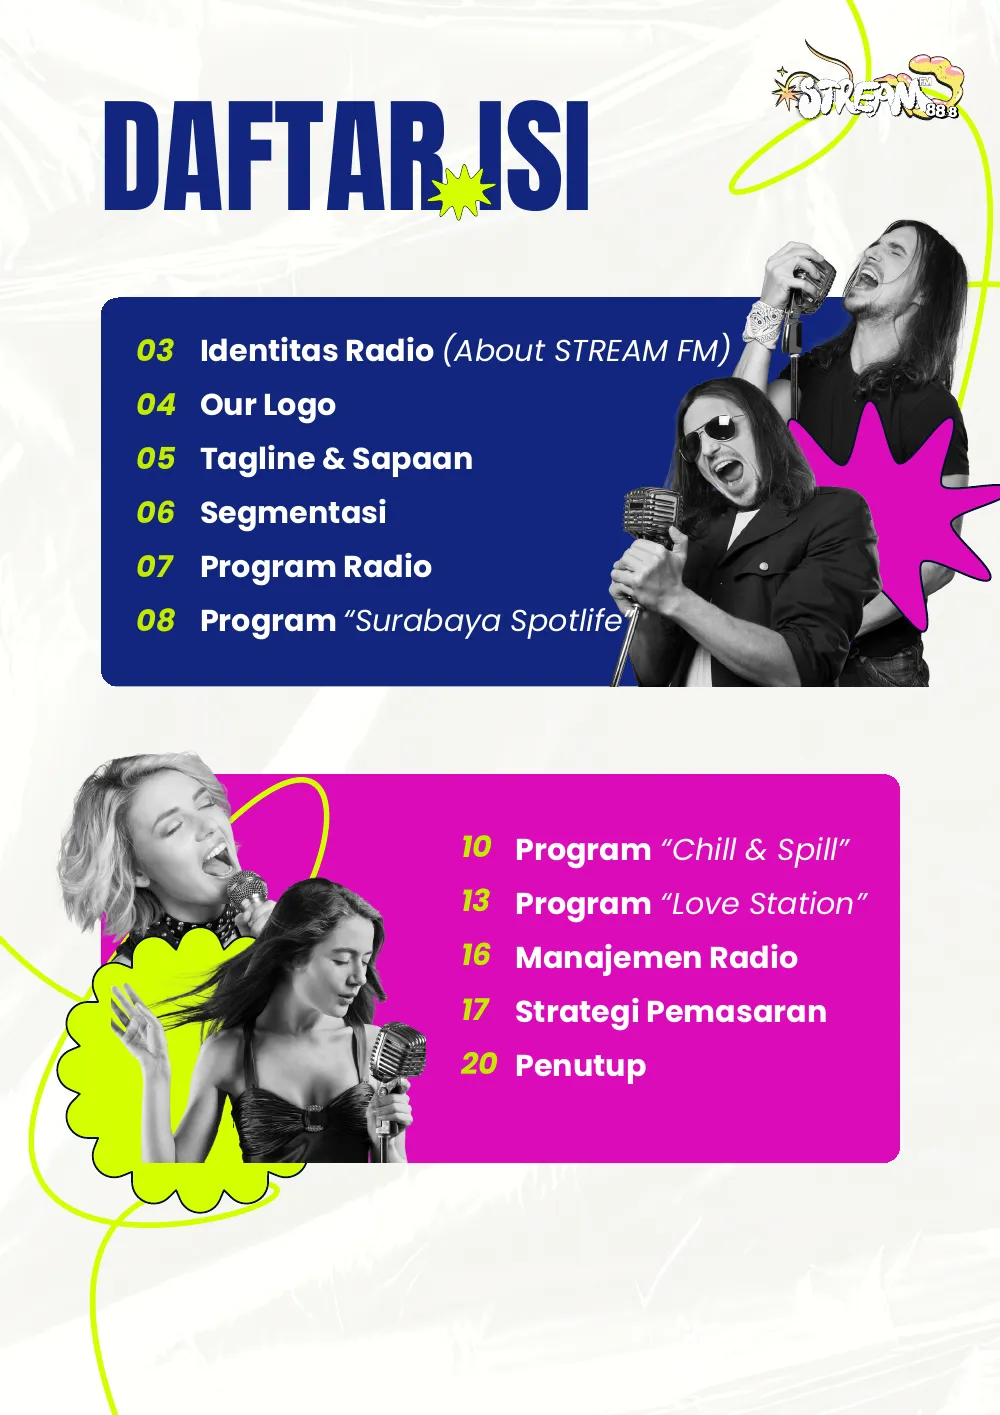 STREAM FM
88.8
DAFTAR ISI
03 Identitas Radio (About STREAM FM)
04 Our Logo
05 Tagline & Sapaan
06 Segmentasi
07 Program Radio
08 Program “Surabaya Spotlife”
10 Program “Chill & Spill”
13 Program “Love Station”
16 Manajemen Radio
17 Strategi Pemasaran
20 Penutup